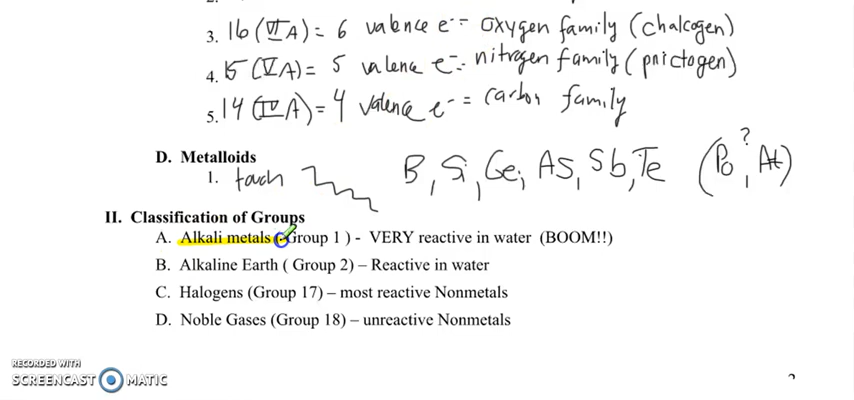 3. 16 (VIA) = 6 valence e⁻ = oxygen family (chalcogen)
4. 15 (VA) = 5 valence e⁻ = nitrogen family (pnictogen)
5. 14 (IVA) = 4 valence e⁻ = carbon family
D. Metalloids
1. touch B, Si, Ge, As, Sb, Te (Po, At) ?
II. Classification of Groups
A. Alkali metals (Group 1 ) - VERY reactive in water (BOOM!!)
B. Alkaline Earth ( Group 2) – Reactive in water
C. Halogens (Group 17) – most reactive Nonmetals
D. Noble Gases (Group 18) – unreactive Nonmetals
RECORDED WITH
SCREENCAST O MATIC